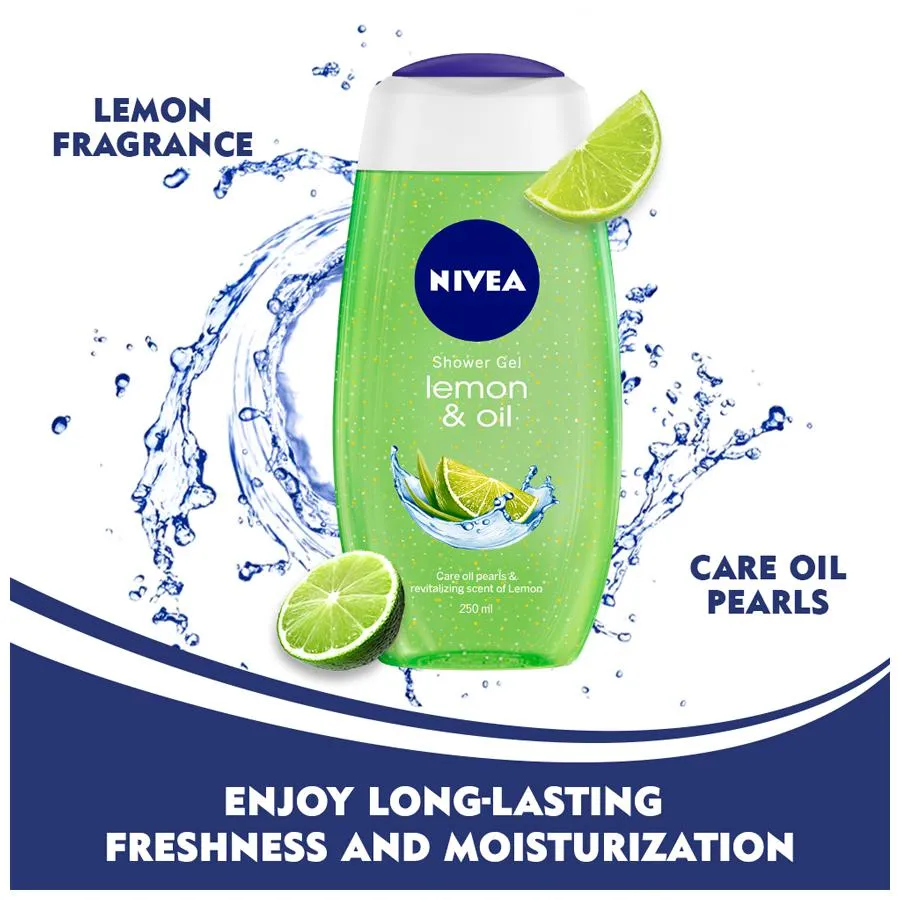 LEMON
FRAGRANCE
NIVEA
Shower Gel
lemon
& oil
Care oil pearls &
revitalizing scent of Lemon
250 ml
CARE OIL
PEARLS
ENJOY LONG-LASTING
FRESHNESS AND MOISTURIZATION